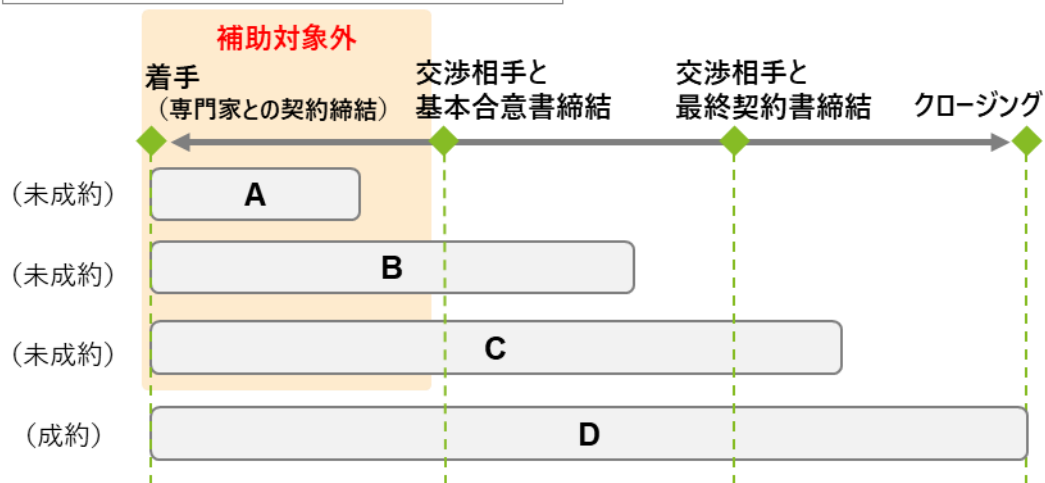 補助対象外
着手
（専門家との契約締結）
交渉相手と
基本合意書締結
交渉相手と
最終契約書締結
クロージング
（未成約）
A
（未成約）
B
（未成約）
C
（成約）
D